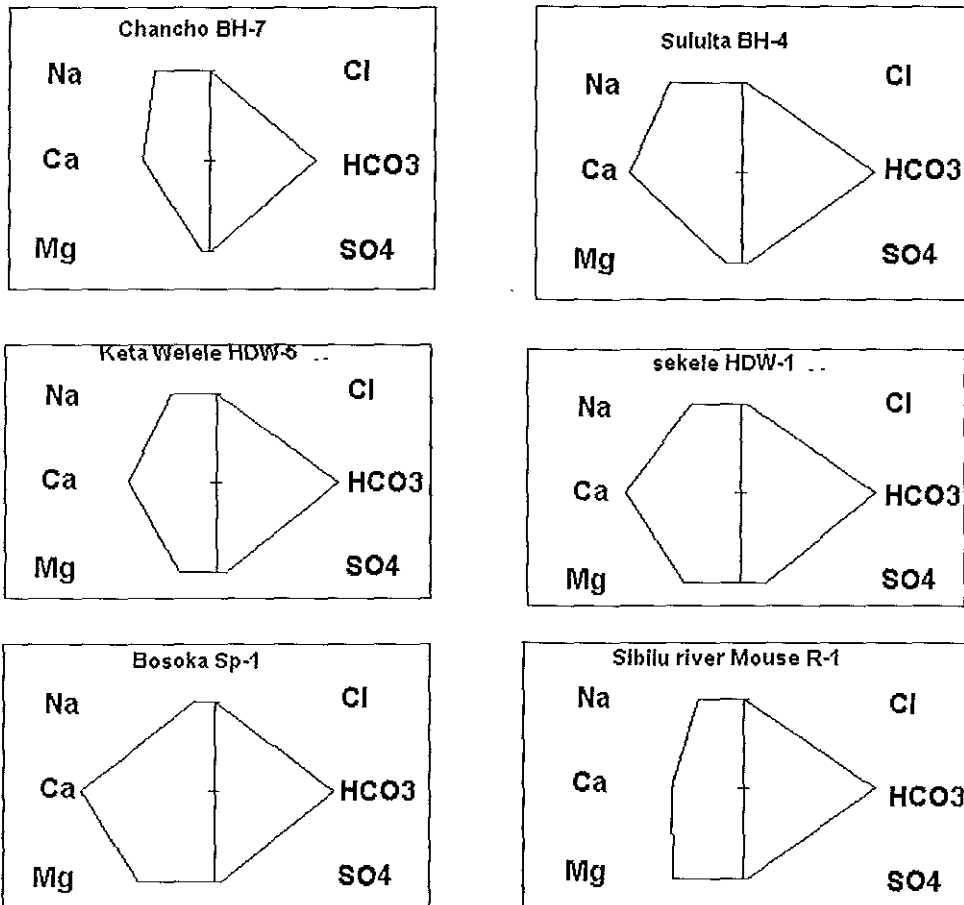 Chancho BH-7
Na Cl
Ca HCO3
Mg SO4
Sululta BH-4
Na Cl
Ca HCO3
Mg SO4
Keta Welele HDW-5
Na Cl
Ca HCO3
Mg SO4
sekele HDW-1
Na Cl
Ca HCO3
Mg SO4
Bosoka Sp-1
Na Cl
Ca HCO3
Mg SO4
Sibilu river Mouse R-1
Na Cl
Ca HCO3
Mg SO4